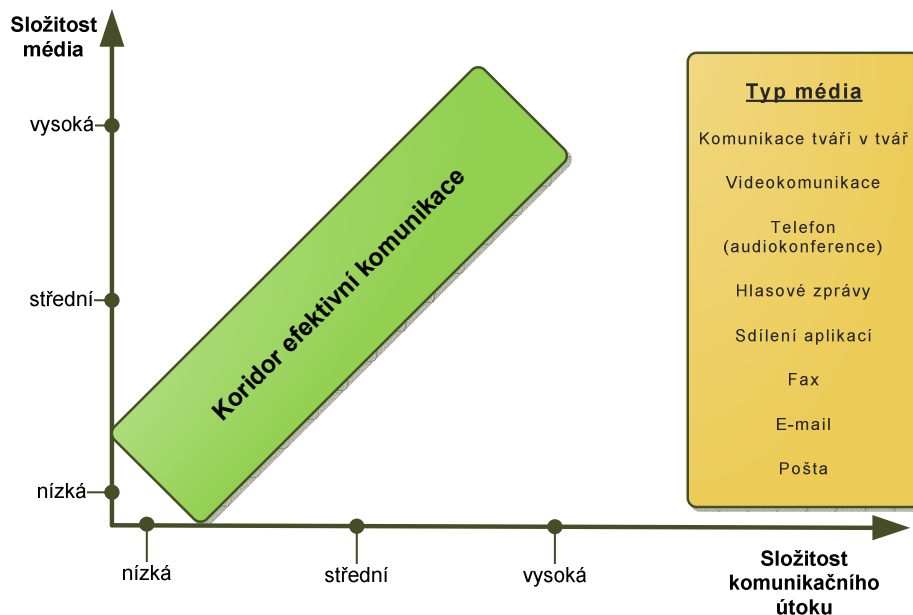 Složitost
média
vysoká
střední
nízká
Koridor efektivní komunikace
nízká
střední
vysoká
Složitost
komunikačního
útoku
Typ média
Komunikace tváří v tvář
Videokomunikace
Telefon
(audiokonference)
Hlasové zprávy
Sdílení aplikací
Fax
E-mail
Pošta